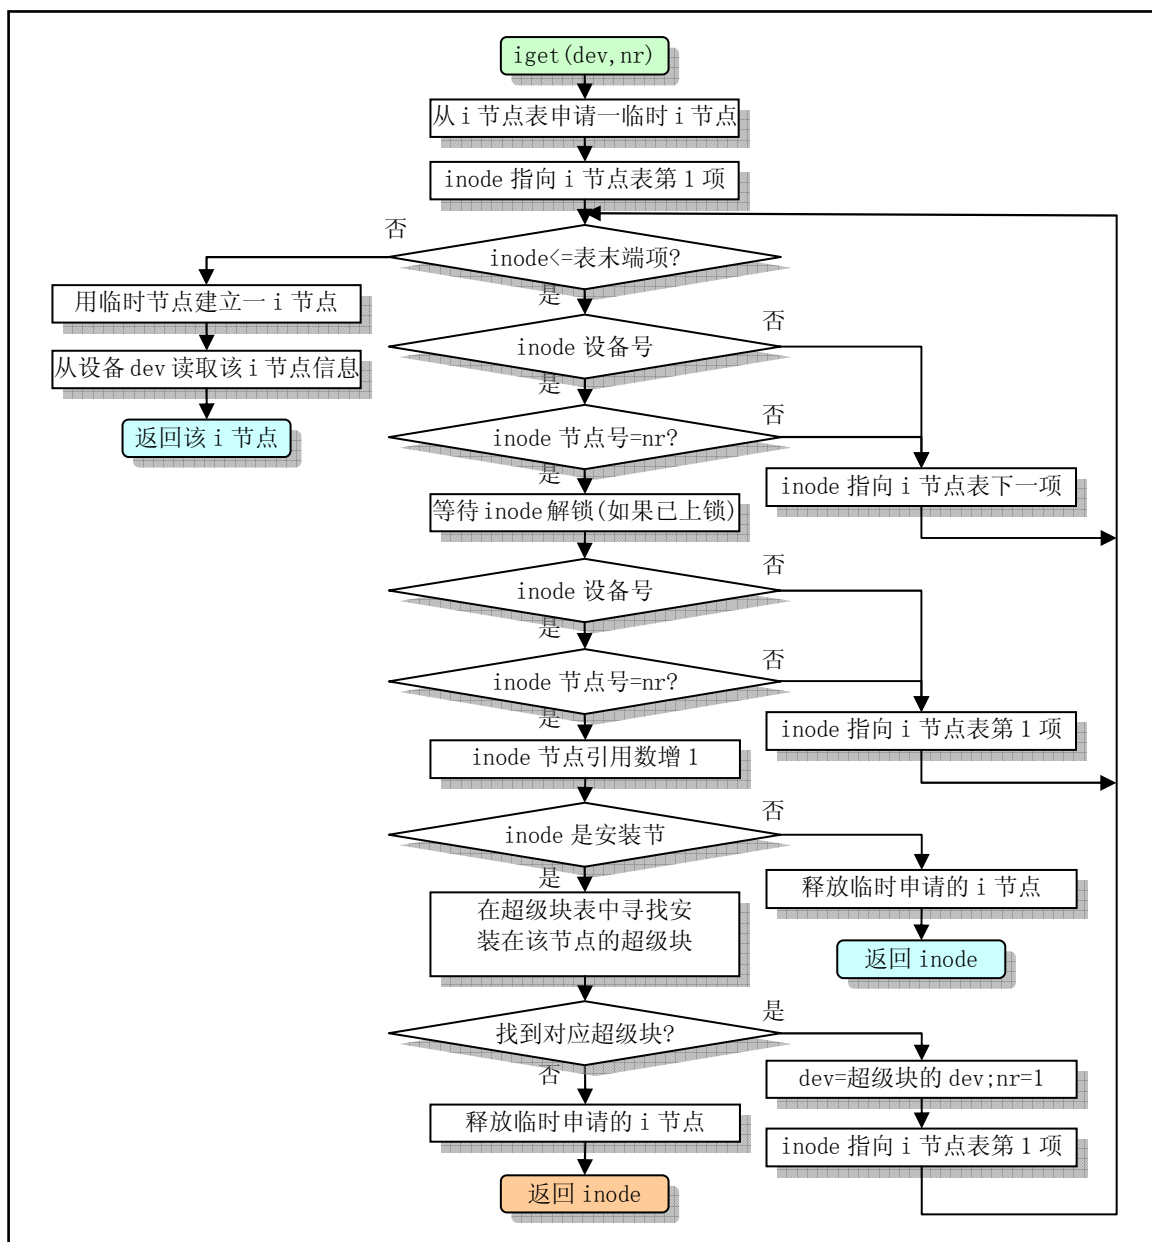 iget(dev,nr)
从 i 节点表申请一临时 i 节点
inode 指向 i 节点表第 1 项
否
inode<=表末端项?
是
用临时节点建立一 i 节点
从设备 dev 读取该 i 节点信息
返回该 i 节点
否
inode 设备号
是
否
inode 节点号=nr?
是
inode 指向 i 节点表下一项
等待 inode 解锁(如果已上锁)
否
inode 设备号
是
否
inode 节点号=nr?
是
inode 指向 i 节点表第 1 项
inode 节点引用数增 1
否
inode 是安装节
是
释放临时申请的 i 节点
返回 inode
在超级块表中寻找安
装在该节点的超级块
是
找到对应超级块?
否
dev=超级块的 dev;nr=1
inode 指向 i 节点表第 1 项
释放临时申请的 i 节点
返回 inode